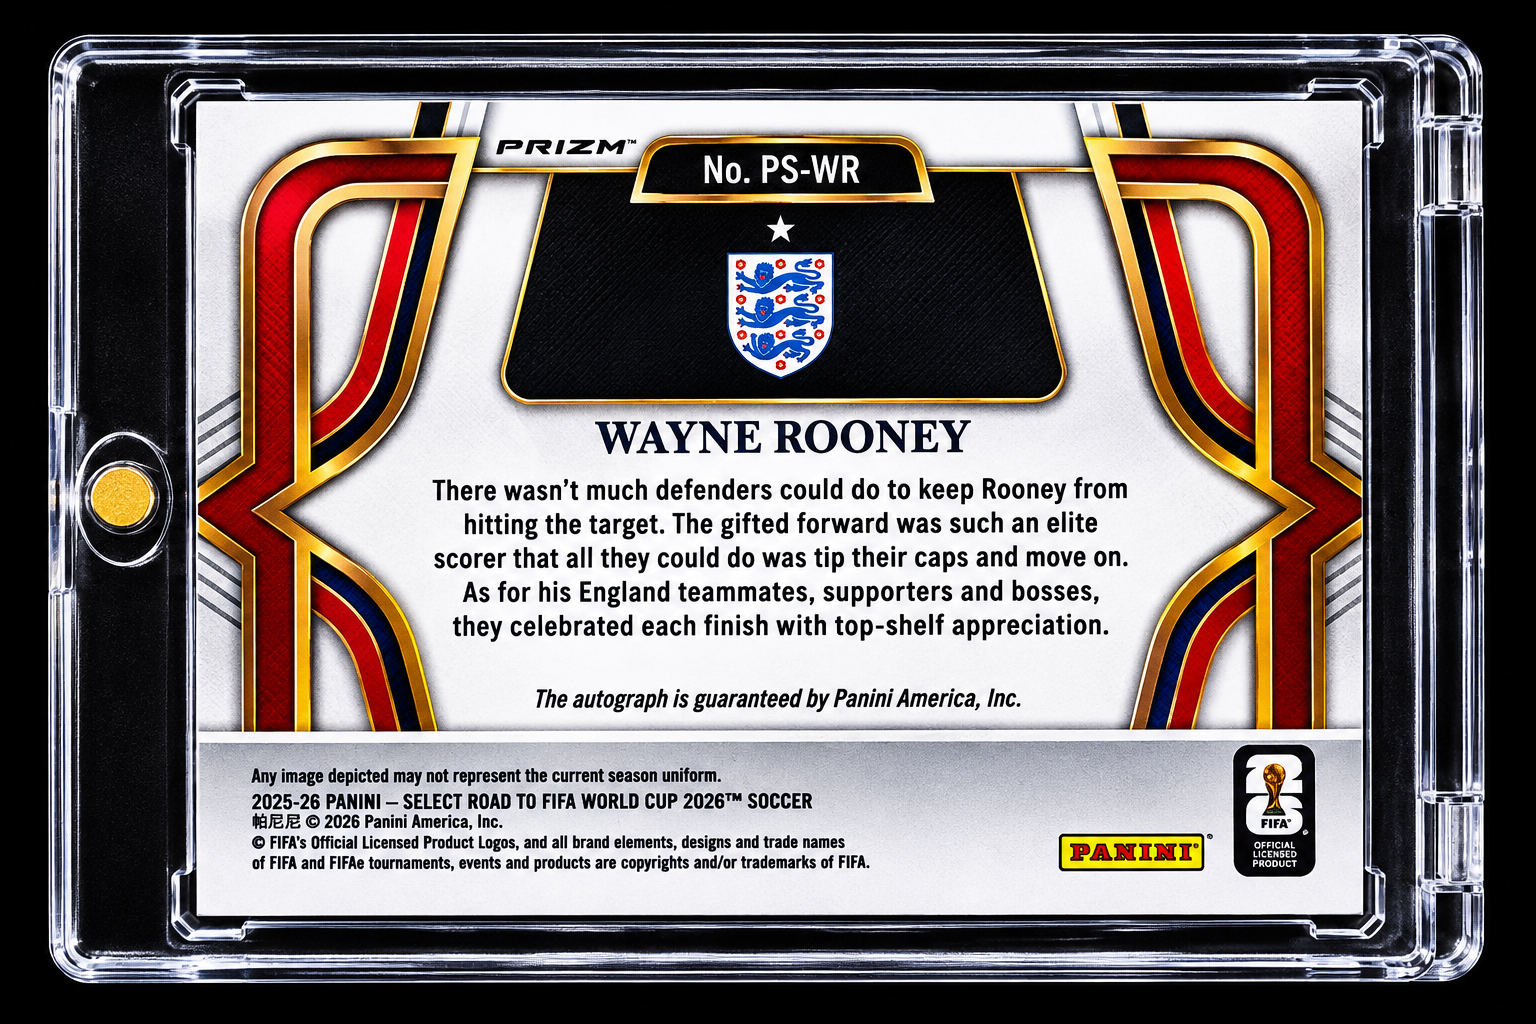 PRIZM™
No. PS-WR
WAYNE ROONEY
There wasn't much defenders could do to keep Rooney from
hitting the target. The gifted forward was such an elite
scorer that all they could do was tip their caps and move on.
As for his England teammates, supporters and bosses,
they celebrated each finish with top-shelf appreciation.
The autograph is guaranteed by Panini America, Inc.
Any image depicted may not represent the current season uniform.
2025-26 PANINI – SELECT ROAD TO FIFA WORLD CUP 2026™ SOCCER
帕尼尼 © 2026 Panini America, Inc.
© FIFA's Official Licensed Product Logos, and all brand elements, designs and trade names
of FIFA and FIFAe tournaments, events and products are copyrights and/or trademarks of FIFA.
PANINI®
26
FIFA®
OFFICIAL
LICENSED
PRODUCT